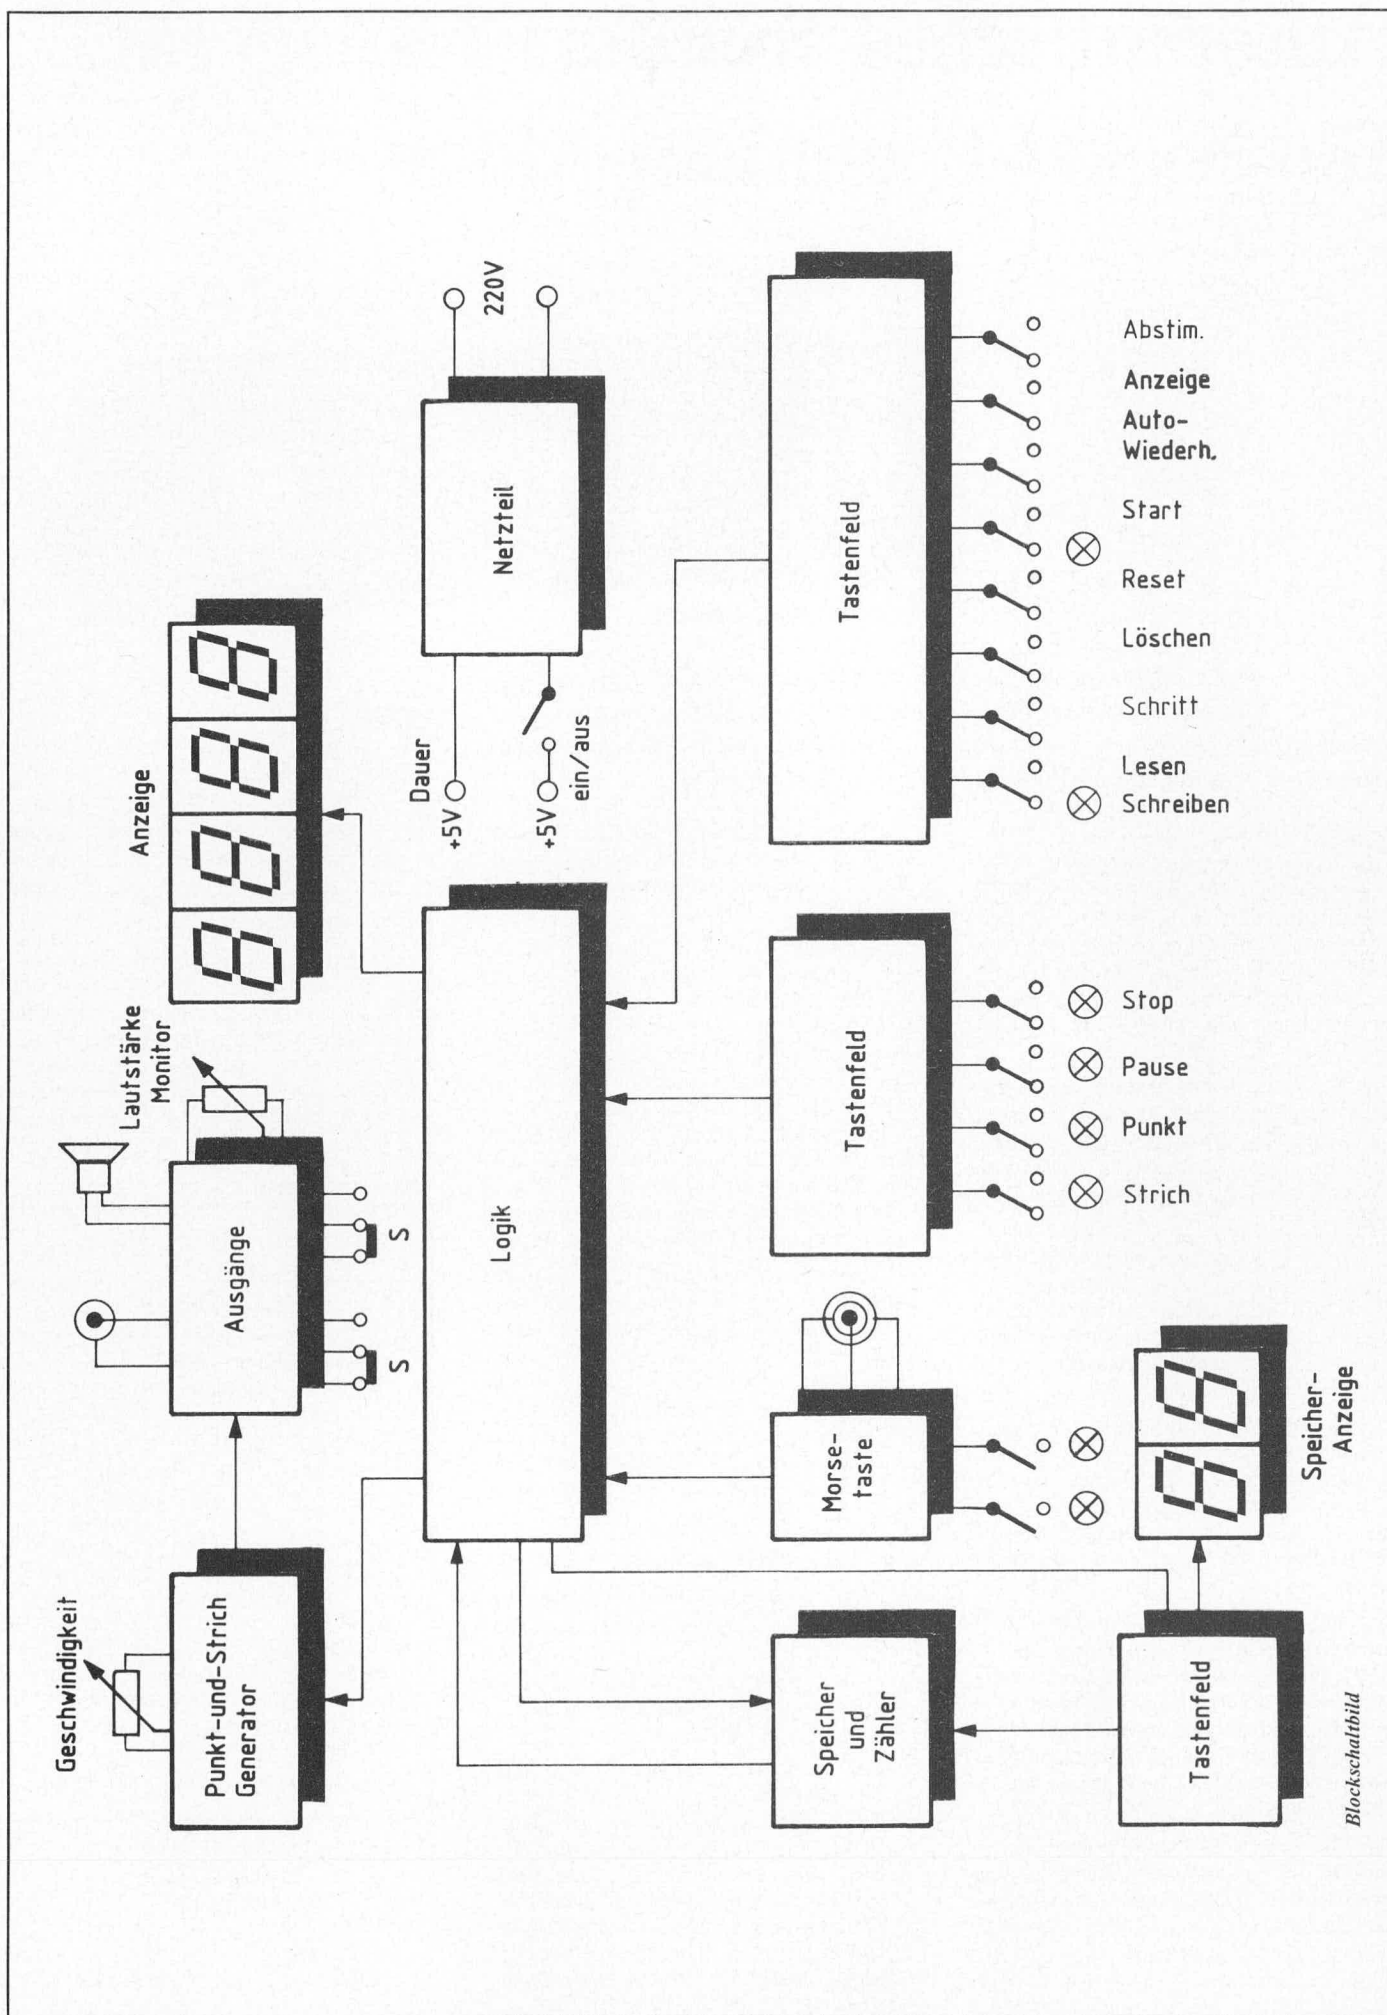 Geschwindigkeit
Punkt-und-Strich
Generator
Ausgänge
S
S
Lautstärke
Monitor
Anzeige
Logik
Dauer
+5V
+5V
ein/aus
Netzteil
220V
Speicher
und
Zähler
Morse-
taste
Tastenfeld
Tastenfeld
Tastenfeld
Speicher-
Anzeige
Strich
Punkt
Pause
Stop
Schreiben
Lesen
Schritt
Löschen
Reset
Start
Auto-
Wiederh.
Anzeige
Abstim.
Blockschaltbild